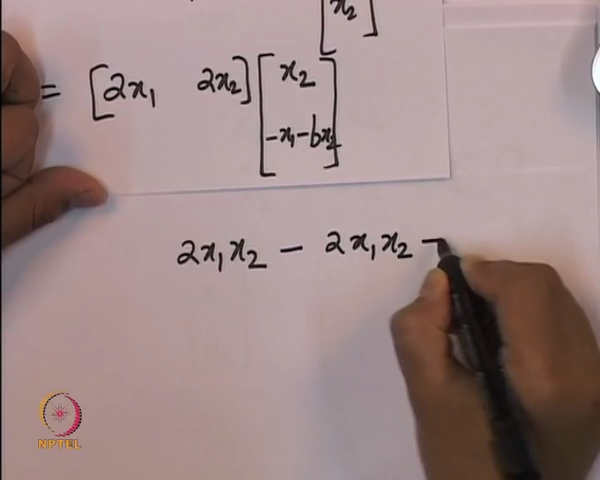 x₂
= [2x₁ 2x₂] [x₂
-x₁-bx₂]
2x₁x₂ - 2x₁x₂ -
NPTEL